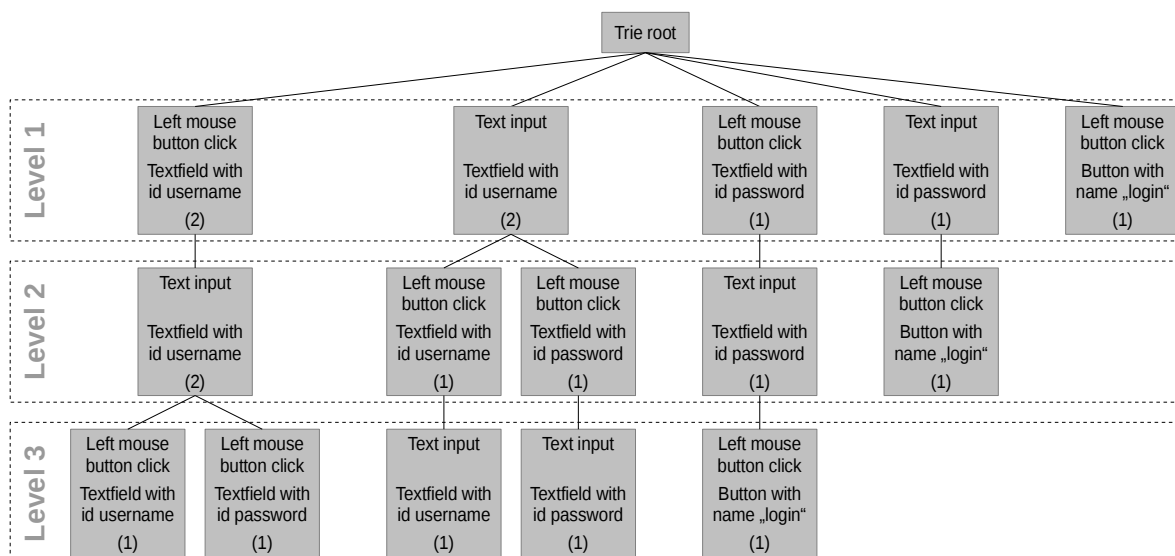 Trie root
Level 1
Left mouse
button click
Textfield with
id username
(2)
Text input
Textfield with
id username
(2)
Left mouse
button click
Textfield with
id password
(1)
Text input
Textfield with
id password
(1)
Left mouse
button click
Button with
name „login“
(1)
Level 2
Text input
Textfield with
id username
(2)
Left mouse
button click
Textfield with
id username
(1)
Left mouse
button click
Textfield with
id password
(1)
Text input
Textfield with
id password
(1)
Left mouse
button click
Button with
name „login“
(1)
Level 3
Left mouse
button click
Textfield with
id username
(1)
Left mouse
button click
Textfield with
id password
(1)
Text input
Textfield with
id username
(1)
Text input
Textfield with
id password
(1)
Left mouse
button click
Button with
name „login“
(1)